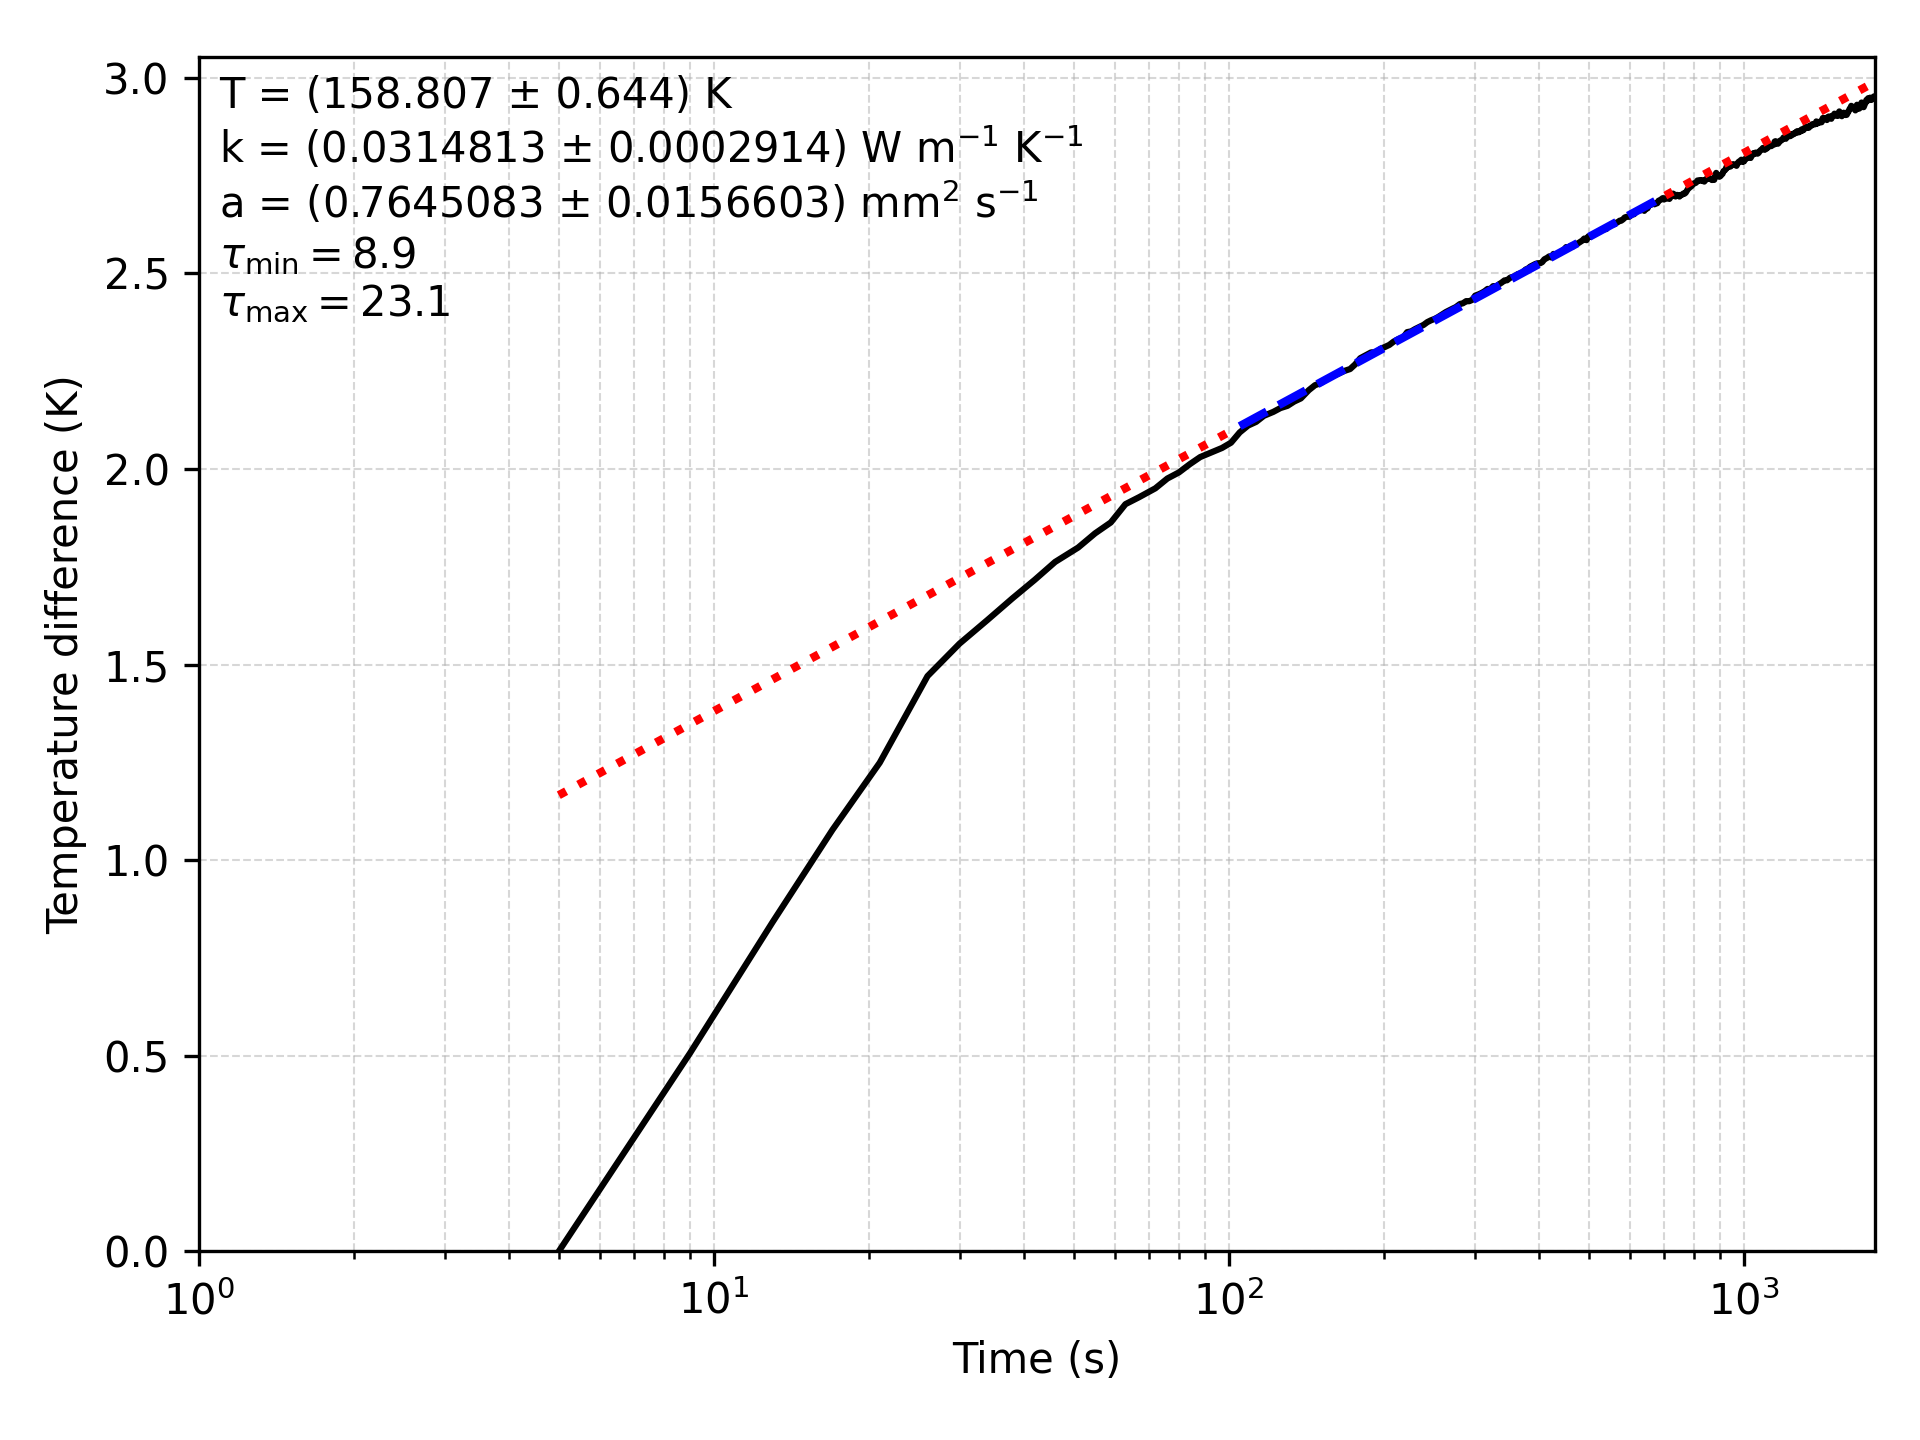 T = (158.807 ± 0.644) K
k = (0.0314813 ± 0.0002914) W m⁻¹ K⁻¹
a = (0.7645083 ± 0.0156603) mm² s⁻¹
τmin = 8.9
τmax = 23.1
3.0
2.5
2.0
1.5
1.0
0.5
0.0
Temperature difference (K)
10⁰ 10¹ 10² 10³
Time (s)